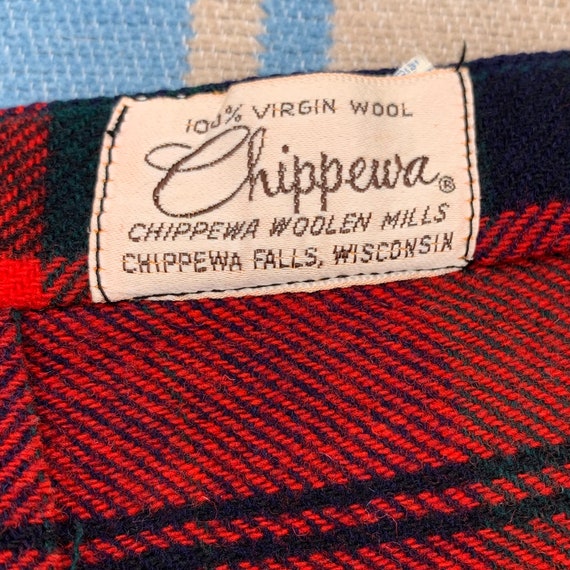 100% VIRGIN WOOL
Chippewa®
CHIPPEWA WOOLEN MILLS
CHIPPEWA FALLS, WISCONSIN